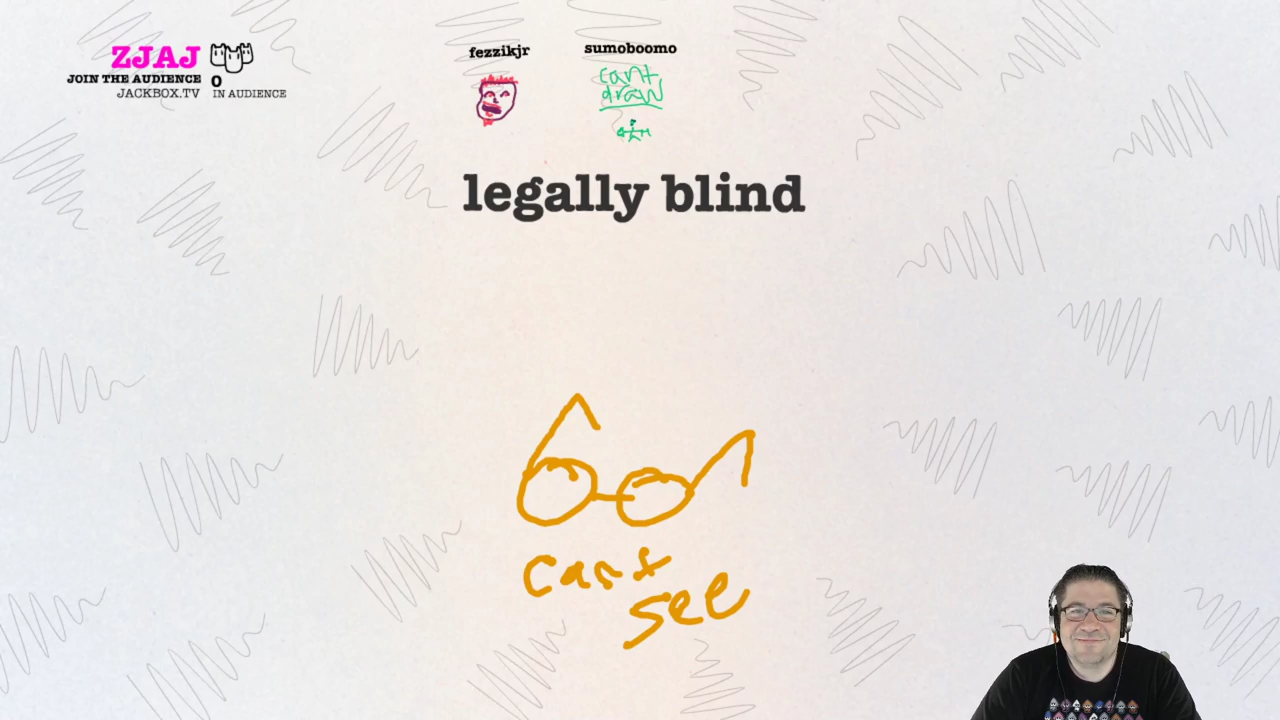 ZJAJ
JOIN THE AUDIENCE
JACKBOX.TV
0
IN AUDIENCE
fezzikjr
sumoboomo
cant
draw
legally blind
cant
see